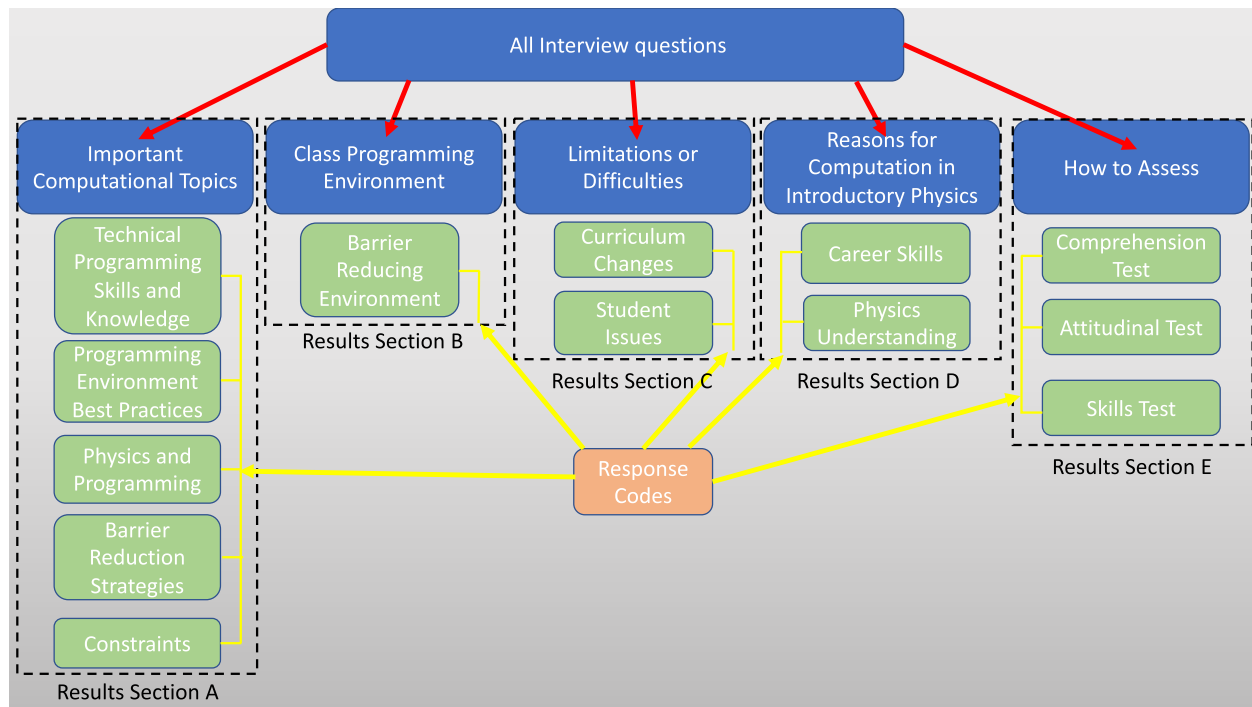 All Interview questions
Important
Computational Topics
Technical
Programming
Skills and
Knowledge
Programming
Environment
Best Practices
Physics and
Programming
Barrier
Reduction
Strategies
Constraints
Results Section A
Class Programming
Environment
Barrier
Reducing
Environment
Results Section B
Limitations or
Difficulties
Curriculum
Changes
Student
Issues
Results Section C
Reasons for
Computation in
Introductory Physics
Career Skills
Physics
Understanding
Results Section D
How to Assess
Comprehension
Test
Attitudinal Test
Skills Test
Results Section E
Response
Codes